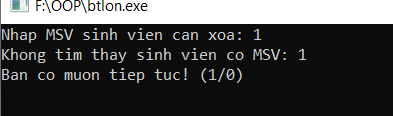 F:\OOP\btlon.exe
Nhap MSV sinh vien can xoa: 1
Khong tim thay sinh vien co MSV: 1
Ban co muon tiep tuc! (1/0)